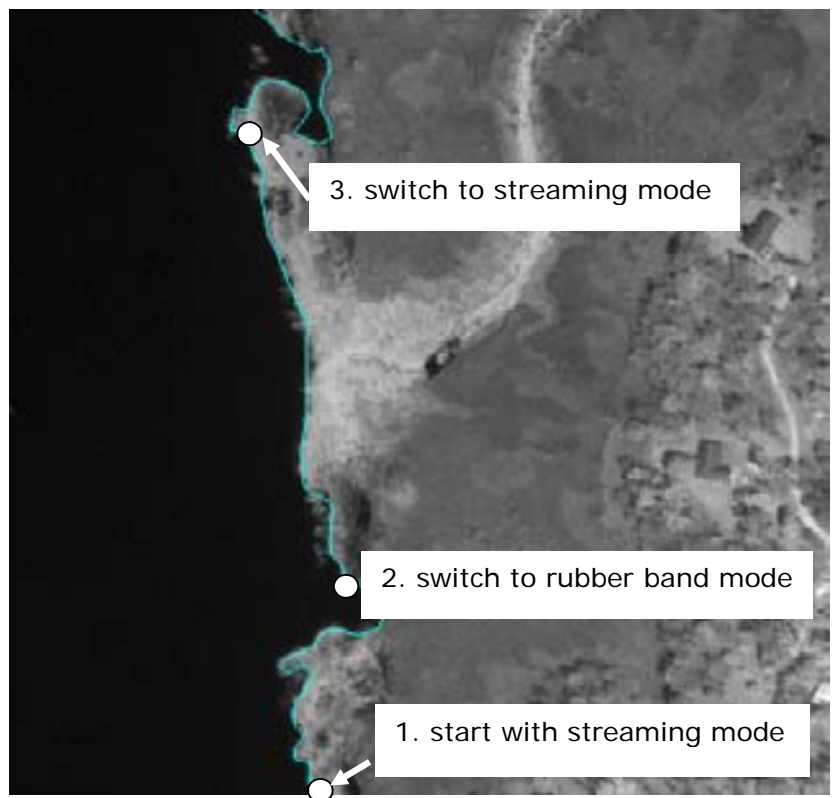 3. switch to streaming mode
2. switch to rubber band mode
1. start with streaming mode